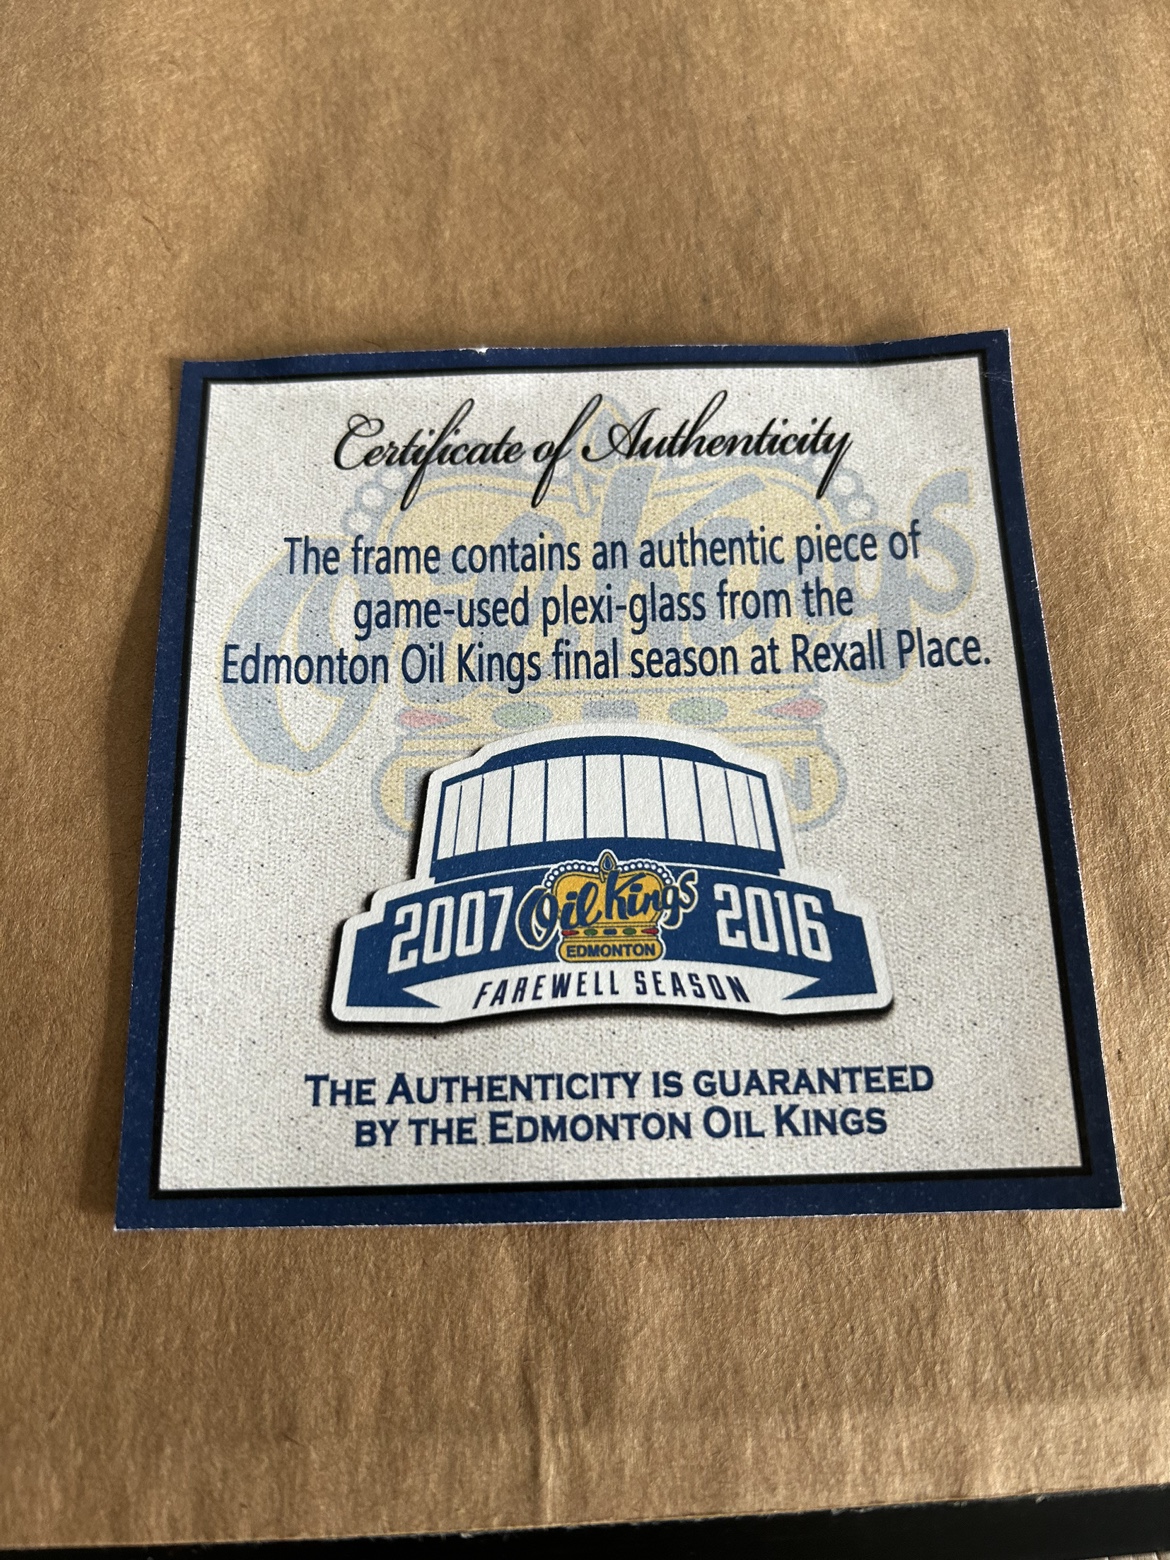 Certificate of Authenticity
The frame contains an authentic piece of
game-used plexi-glass from the
Edmonton Oil Kings final season at Rexall Place.
2007 Oil Kings 2016
EDMONTON
FAREWELL SEASON
THE AUTHENTICITY IS GUARANTEED
BY THE EDMONTON OIL KINGS